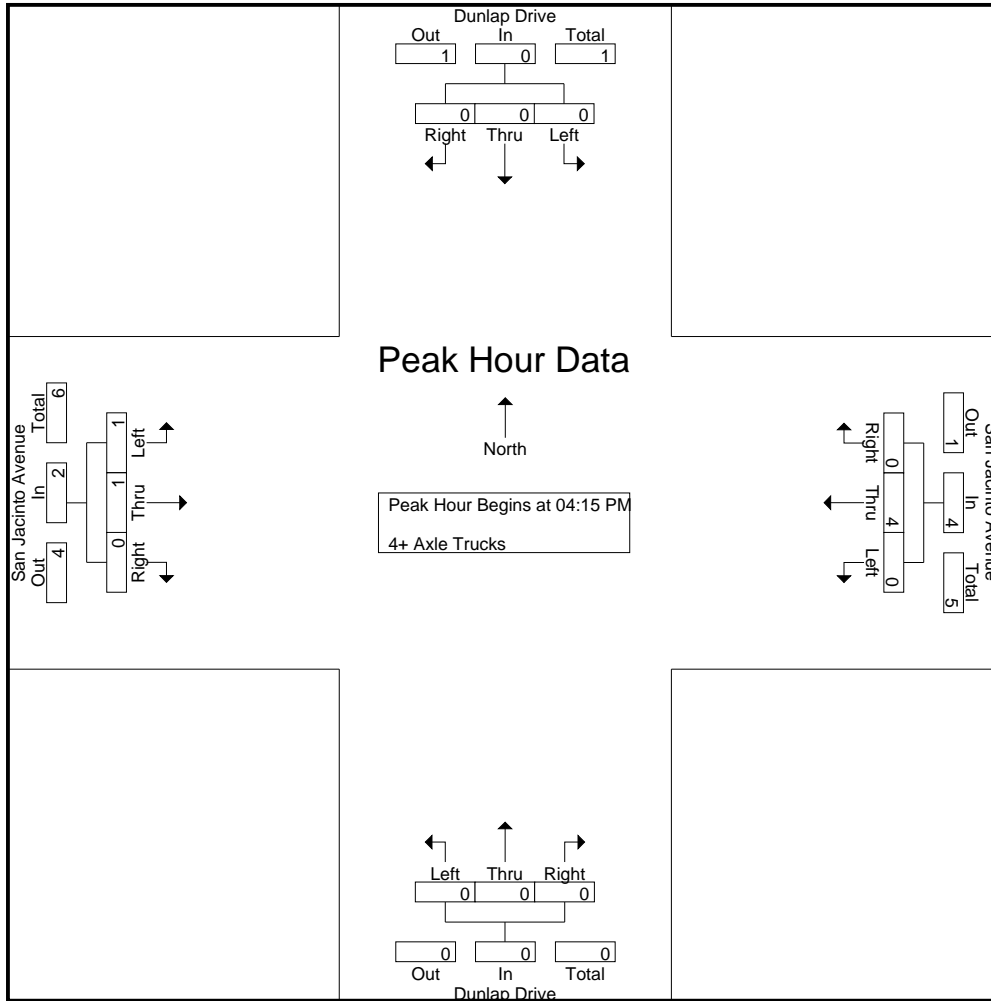 Dunlap Drive
Out In Total
1 0 1
0 0 0
Right Thru Left
Peak Hour Data
North
Peak Hour Begins at 04:15 PM
4+ Axle Trucks
San Jacinto Avenue
Total In Out
6 2 4
1 1 0
Left Thru Right
San Jacinto Avenue
Out In Total
1 4 5
0 4 0
Right Thru Left
Left Thru Right
0 0 0
0 0 0
Out In Total
Dunlap Drive